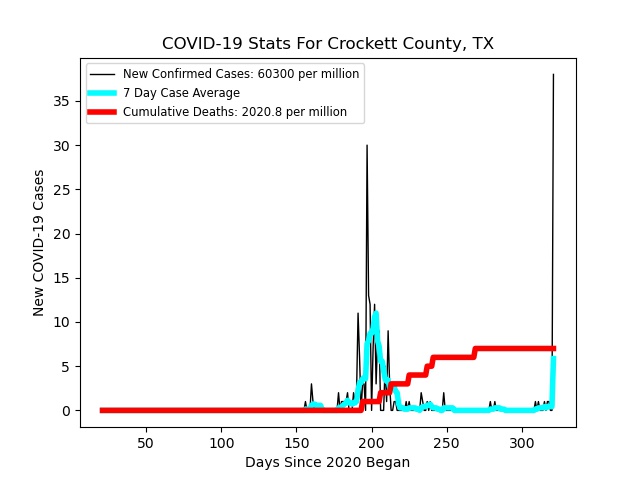 COVID-19 Stats For Crockett County, TX
New Confirmed Cases: 60300 per million
7 Day Case Average
Cumulative Deaths: 2020.8 per million
New COVID-19 Cases
35
30
25
20
15
10
5
0
50 100 150 200 250 300
Days Since 2020 Began